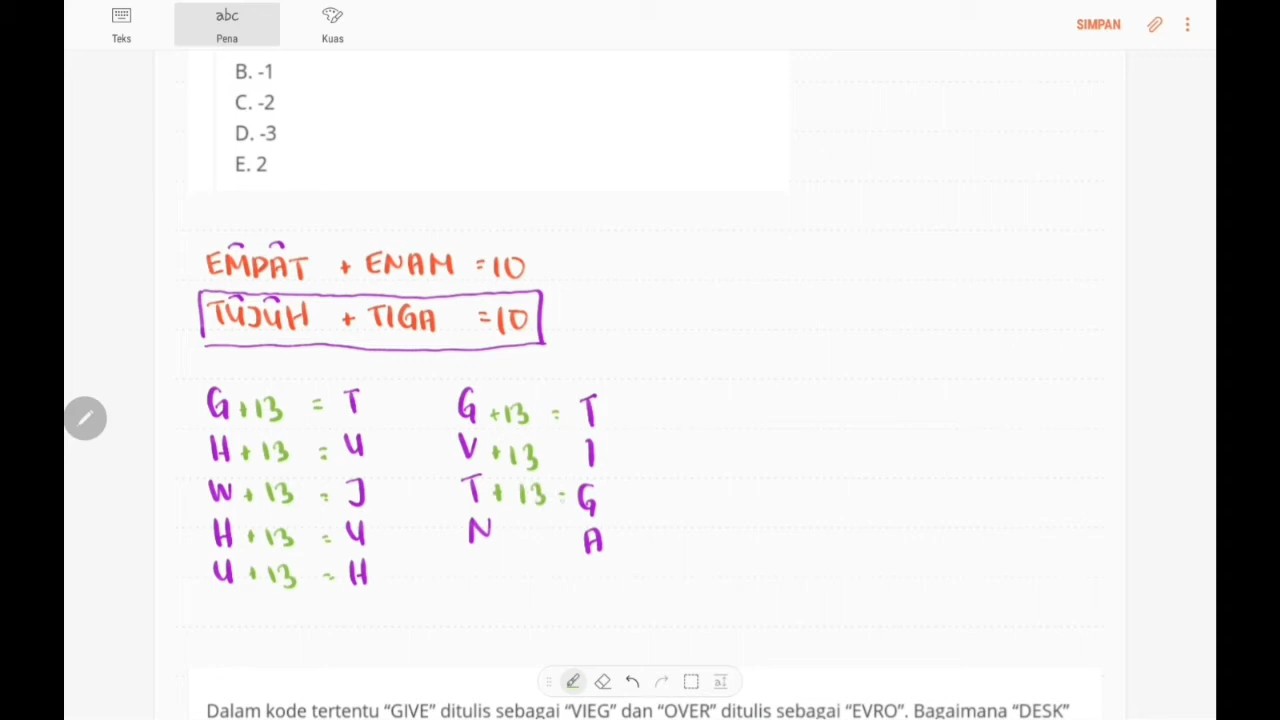 abc
SIMPAN
Teks
Pena
Kuas
B. -1
C. -2
D. -3
E. 2
EMPAT + ENAM = 10
TUJUH + TIGA = 10
G + 13 = T
H + 13 = U
W + 13 = J
H + 13 = U
U + 13 = H
G + 13 = T
V + 13 I
T + 13 = G
N A
Dalam kode tertentu “GIVE” ditulis sebagai “VIEG” dan “OVER” ditulis sebagai “EVRO”. Bagaimana “DESK”